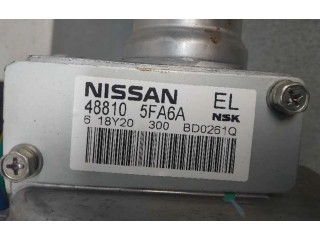 NISSAN EL
48810 5FA6A NSK
6 18Y20 300 BD0261Q